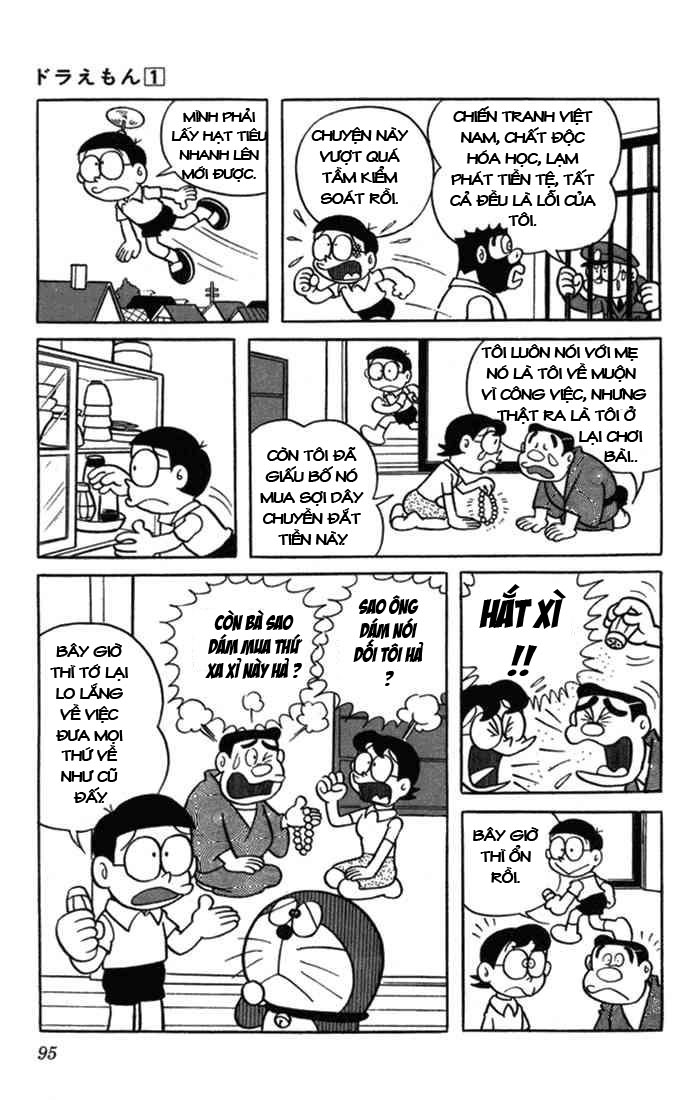 ドラえもん 1
CHIẾN TRANH VIỆT
NAM, CHẤT ĐỘC
HÓA HỌC, LẠM
PHÁT TIỀN TỆ, TẤT
CẢ ĐỀU LÀ LỖI CỦA
TÔI.
CHUYỆN NÀY
VƯỢT QUÁ
TẦM KIỂM
SOÁT RỒI.
MÌNH PHẢI
LẤY HẠT TIÊU
NHANH LÊN
MỚI ĐƯỢC.
TÔI LUÔN NÓI VỚI MẸ
NÓ LÀ TÔI VỀ MUỘN
VÌ CÔNG VIỆC, NHƯNG
THẬT RA LÀ TÔI Ở
LẠI CHƠI
BÀI..
CÒN TÔI ĐÃ
GIẤU BỐ NÓ
MUA SỢI DÂY
CHUYỀN ĐẮT
TIỀN NÀY.
HẮT XÌ
!!
BÂY GIỜ
THÌ ỔN
RỒI.
SAO ÔNG
DÁM NÓI
DỐI TÔI HẢ
?
CÒN BÀ SAO
DÁM MUA THỨ
XA XỈ NÀY HẢ ?
BÂY GIỜ
THÌ TỚ LẠI
LO LẮNG
VỀ VIỆC
ĐƯA MỌI
THỨ VỀ
NHƯ CŨ
ĐẤY.
95